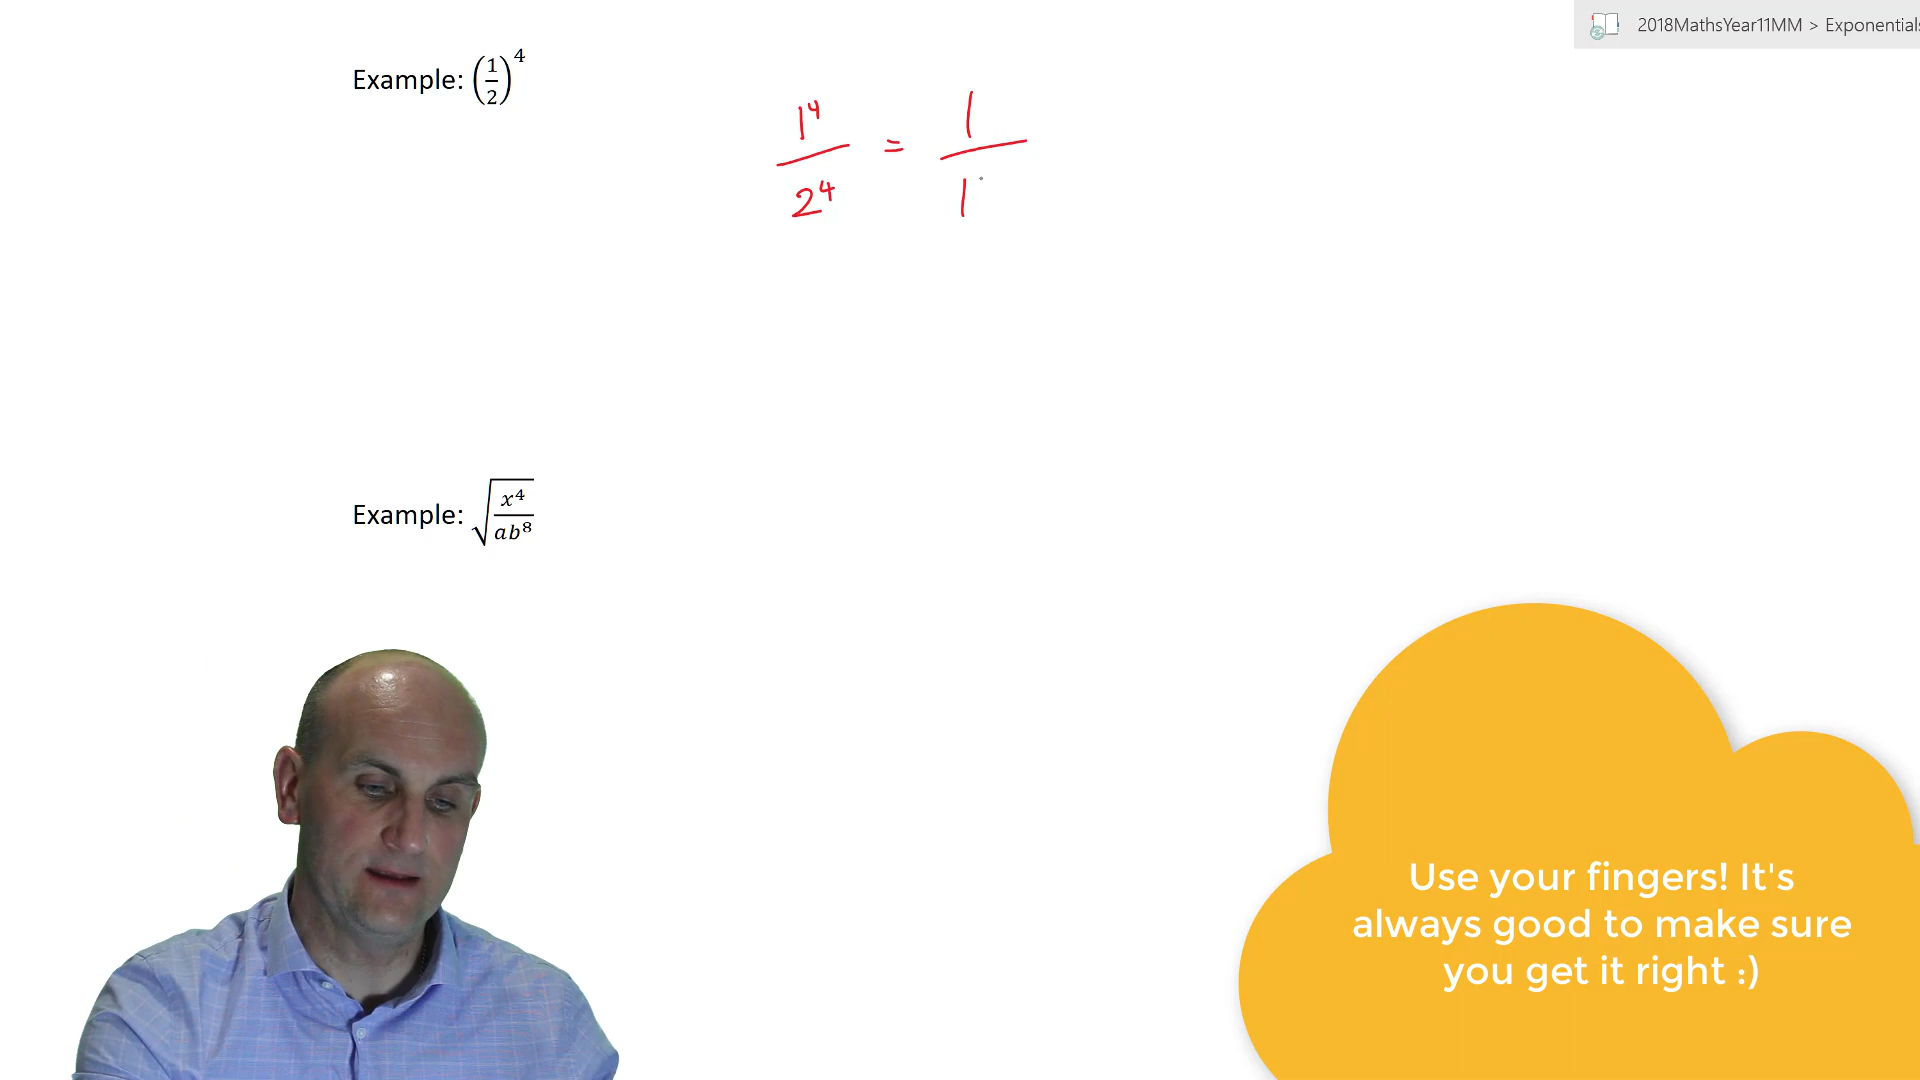 2018MathsYear11MM > Exponentials
Example: (1/2)^4
1^4/2^4 = 1/1
Example: √(x^4/ab^8)
Use your fingers! It's
always good to make sure
you get it right :)